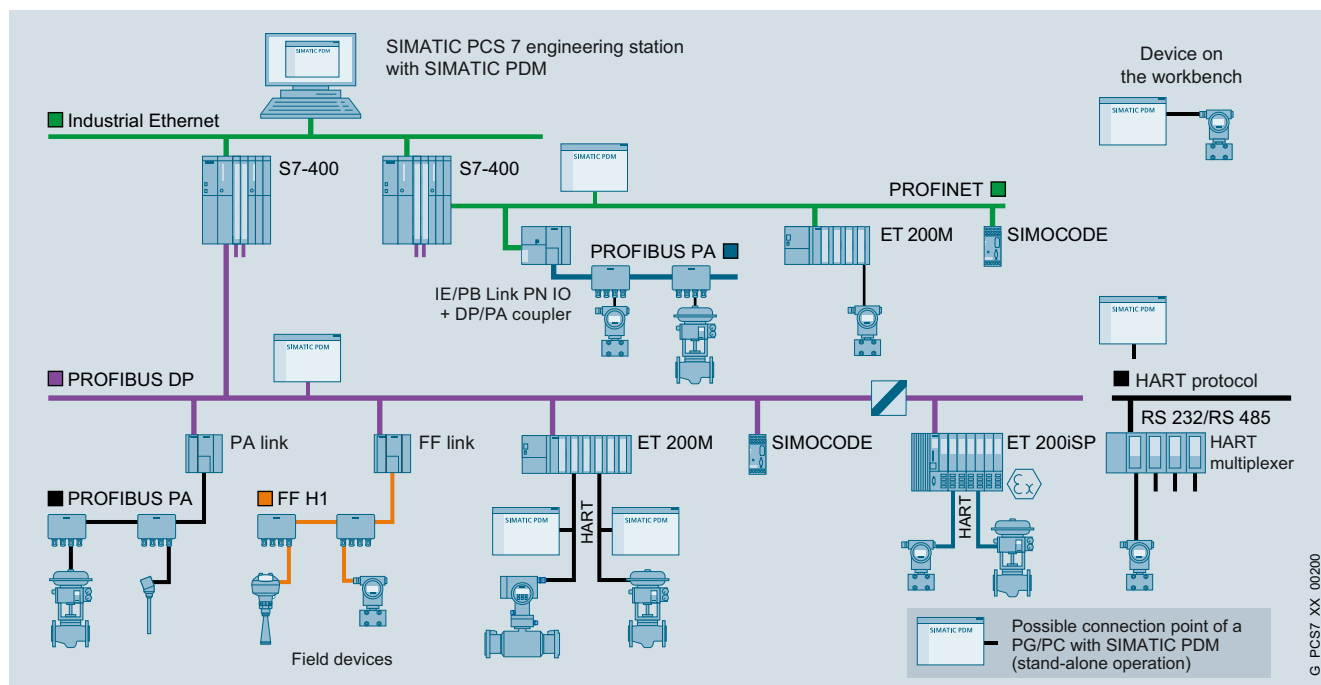 SIMATIC PDM
SIMATIC PCS 7 engineering station
with SIMATIC PDM
Device on
the workbench
SIMATIC PDM
Industrial Ethernet
S7-400
S7-400
SIMATIC PDM
PROFINET
ET 200M
SIMOCODE
PROFIBUS PA
IE/PB Link PN IO
+ DP/PA coupler
SIMATIC PDM
SIMATIC PDM
PROFIBUS DP
HART protocol
RS 232/RS 485
PA link
FF link
ET 200M
SIMOCODE
ET 200iSP
HART
multiplexer
Ex
PROFIBUS PA
FF H1
SIMATIC PDM
HART
SIMATIC PDM
HART
Field devices
SIMATIC PDM
Possible connection point of a
PG/PC with SIMATIC PDM
(stand-alone operation)
G_PCS7_XX_00200